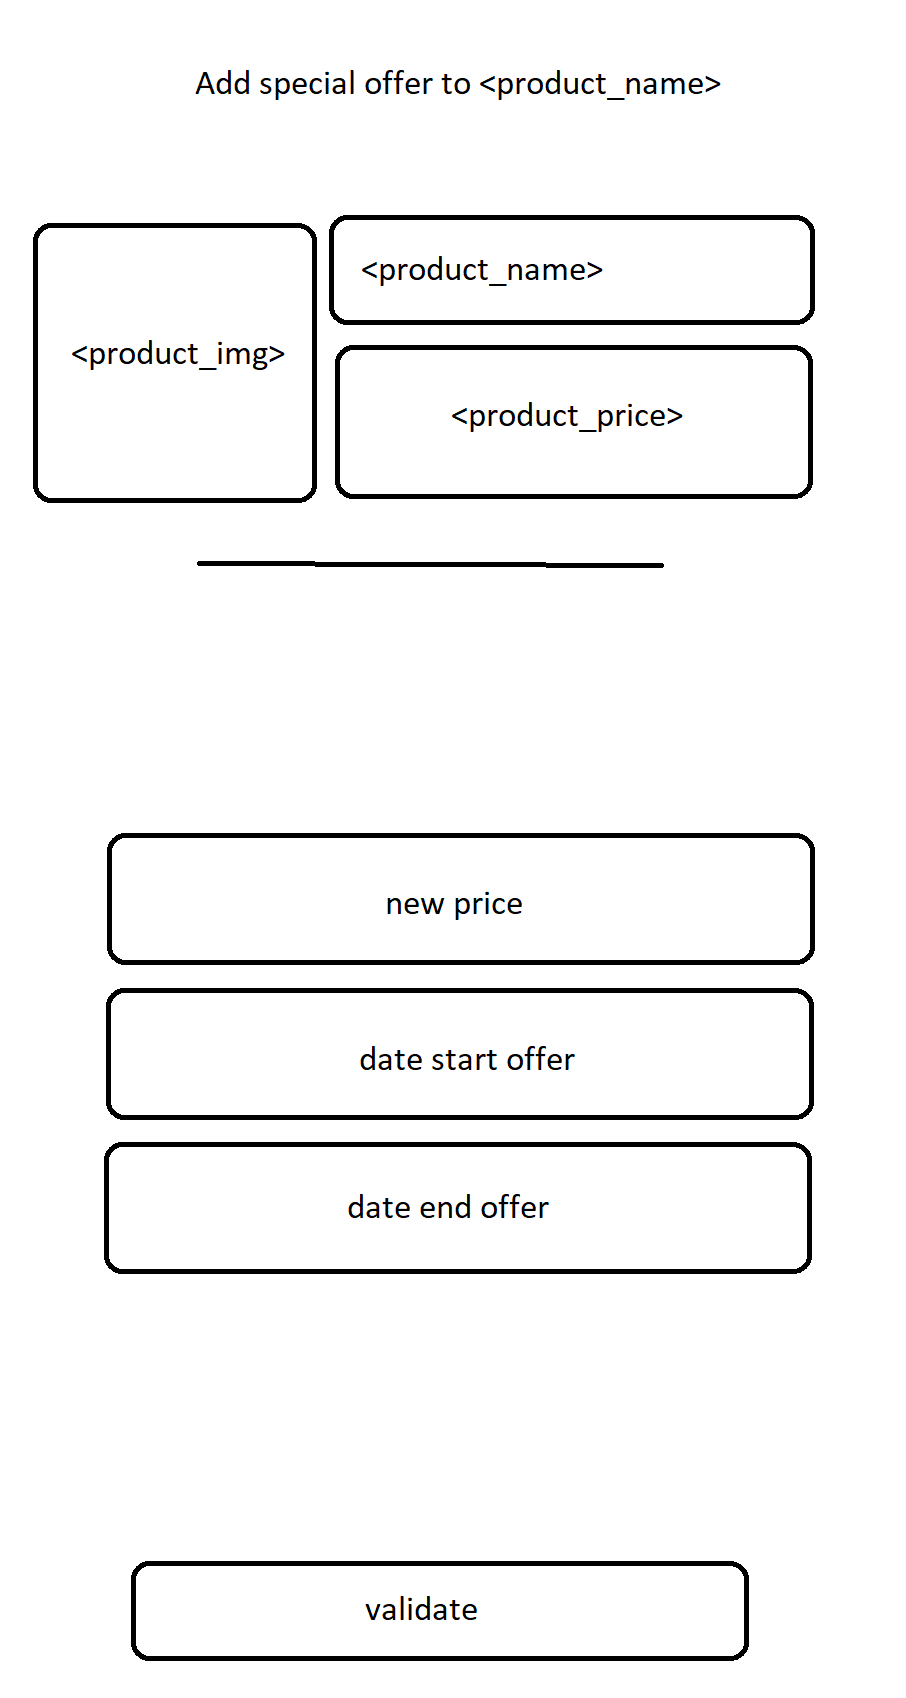 Add special offer to <product_name>
<product_img>
<product_name>
<product_price>
new price
date start offer
date end offer
validate